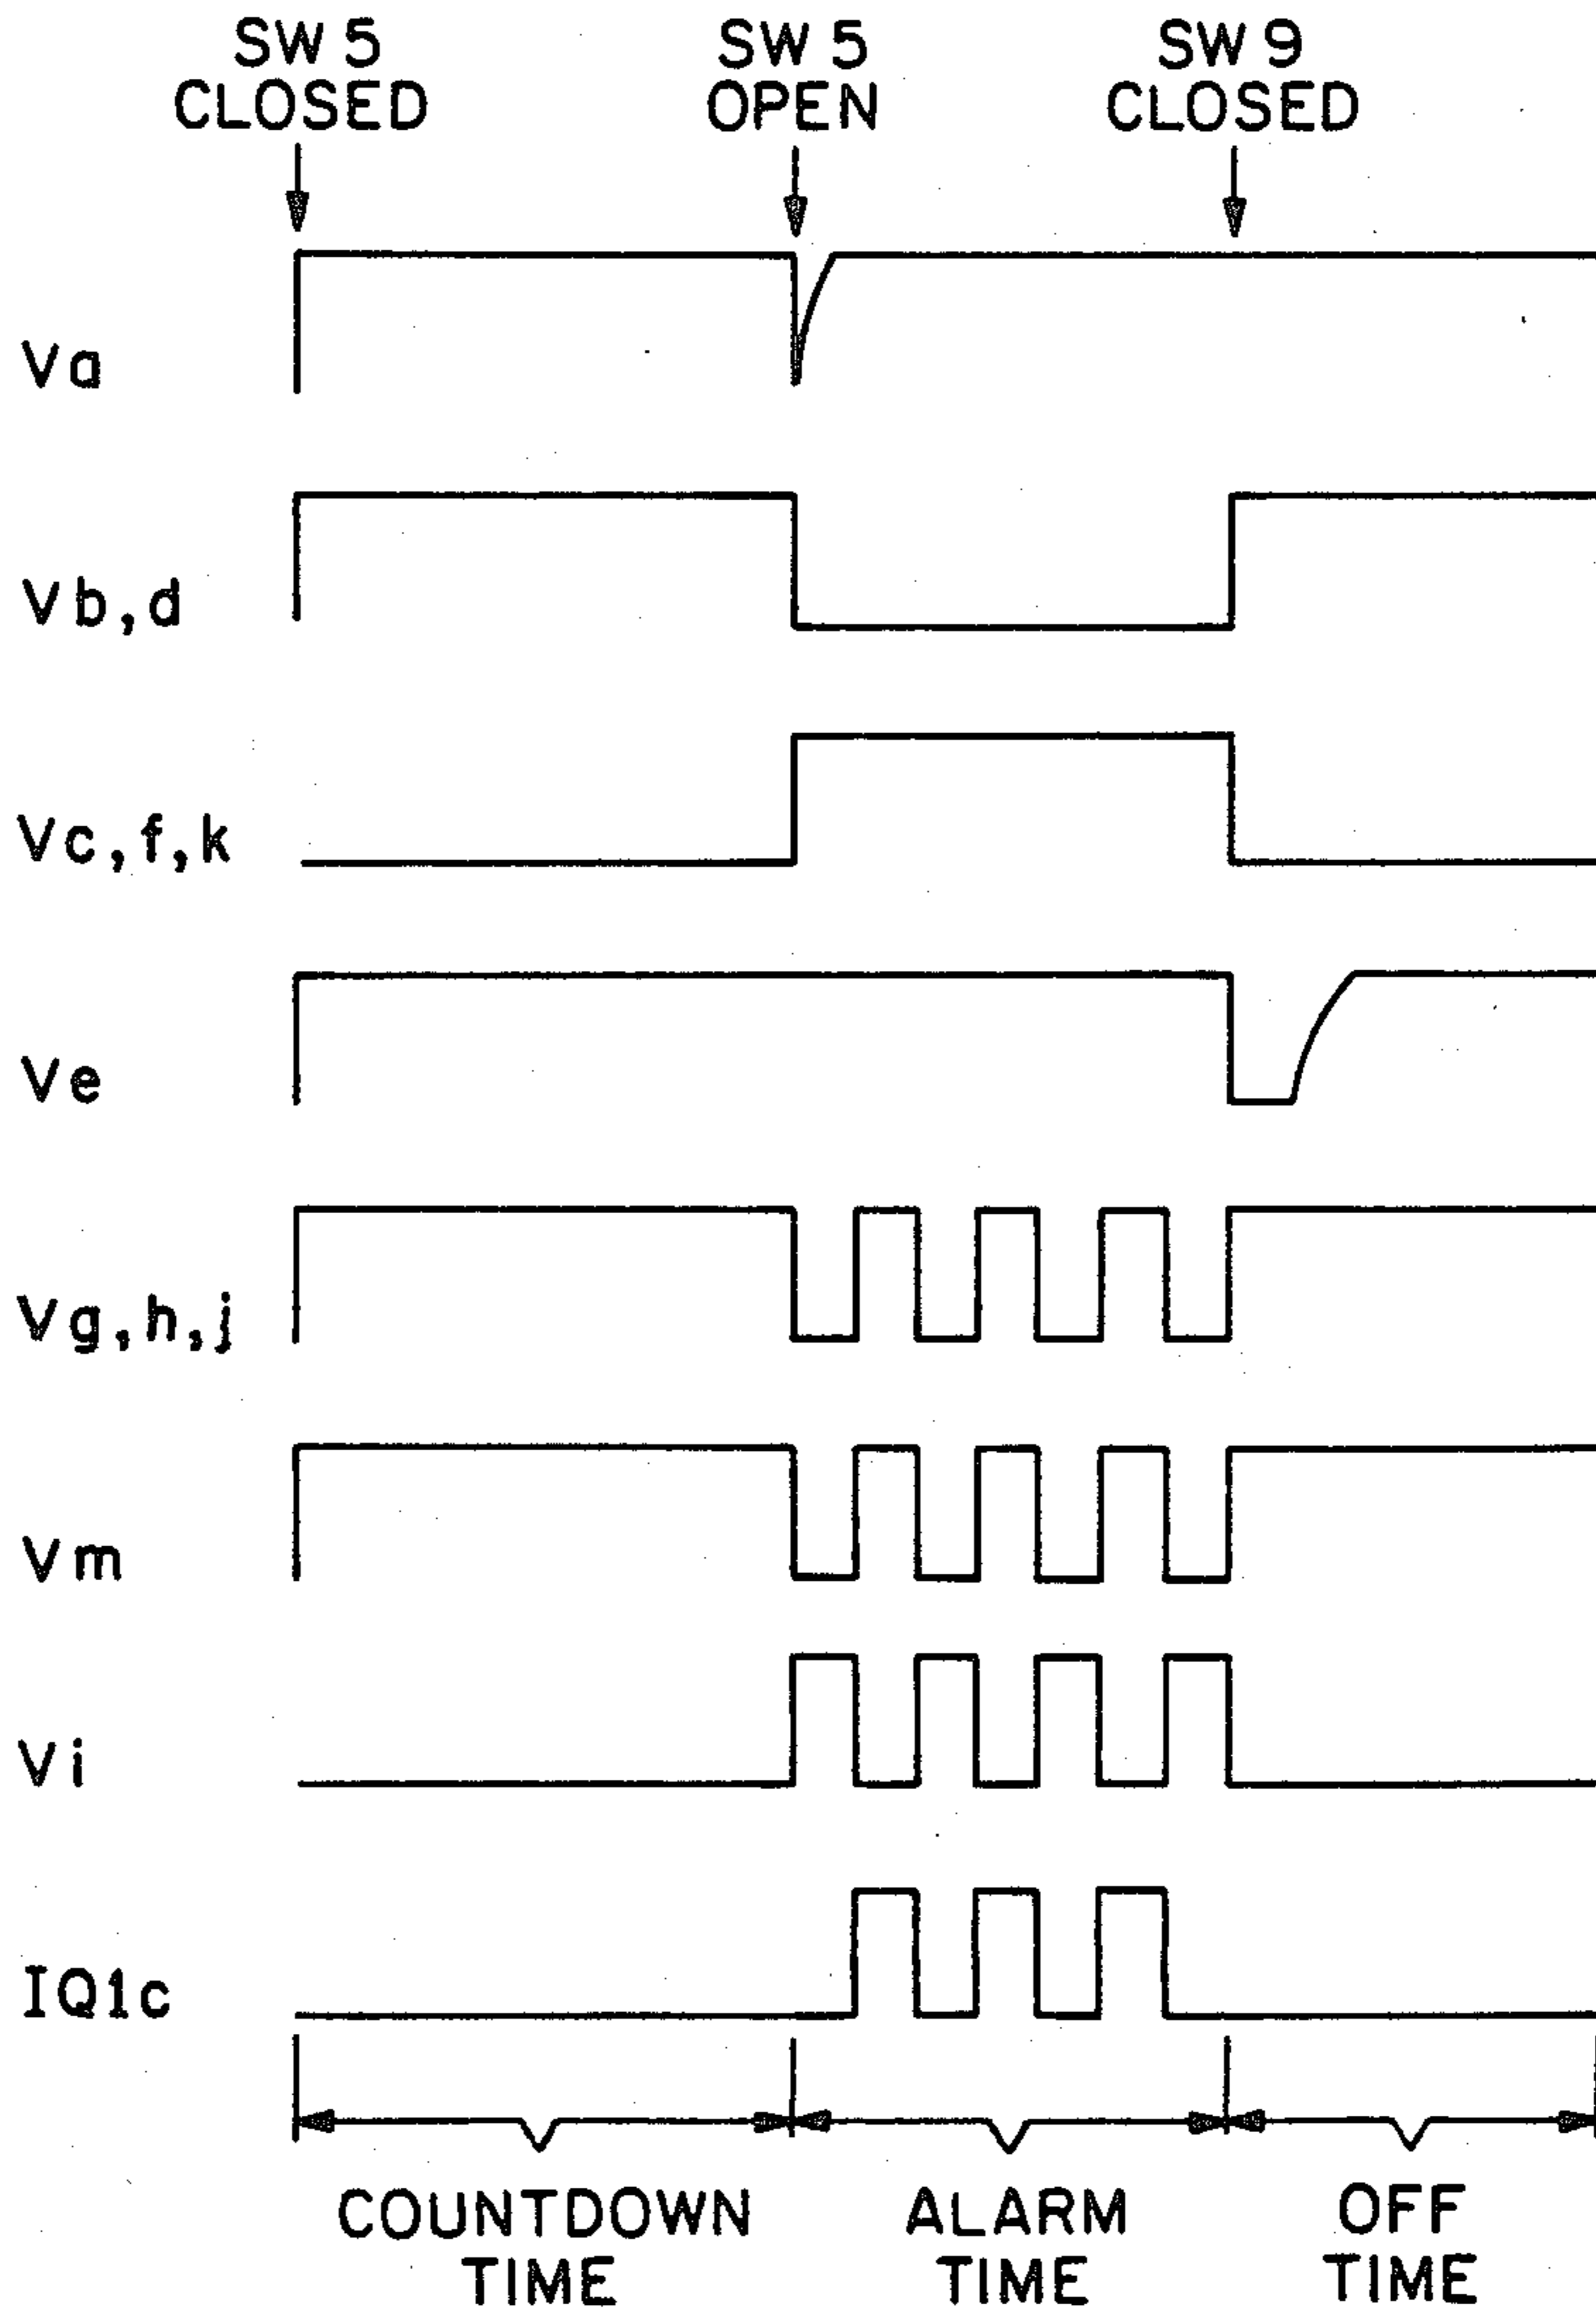 SW 5
CLOSED
SW 5
OPEN
SW 9
CLOSED
Va
Vb,d
Vc,f,k
Ve
Vg,h,j
Vm
Vi
IQ1c
COUNTDOWN
TIME
ALARM
TIME
OFF
TIME